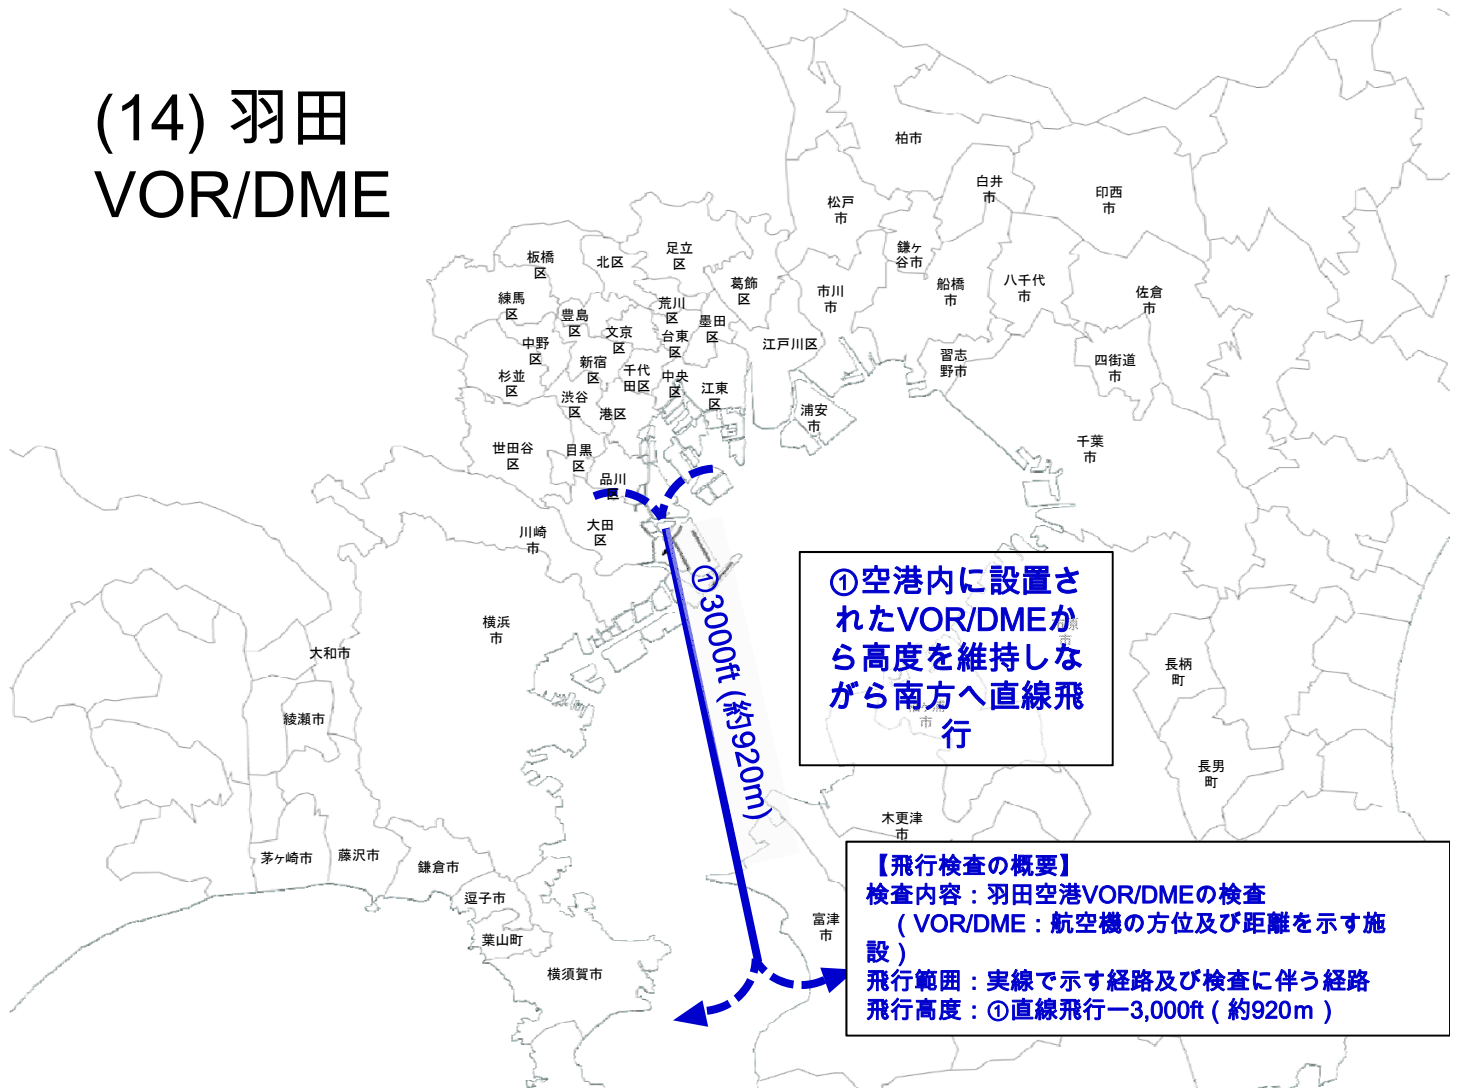 (14) 羽田
VOR/DME
柏市
白井
市
印西
市
松戸
市
鎌ヶ
谷市
足立
区
板橋
区
北区
葛飾
区
市川
市
船橋
市
八千代
市
佐倉
市
練馬
区
豊島
区
荒川
区
墨田
区
文京
区
台東
区
江戸川区
中野
区
新宿
区
千代
田区
中央
区
習志
野市
四街道
市
杉並
区
渋谷
区
港区
江東
区
浦安
市
世田谷
区
目黒
区
千葉
市
品川
区
大田
区
川崎
市
横浜
市
①3000ft (約920m)
①空港内に設置さ
れたVOR/DMEか
ら高度を維持しな
がら南方へ直線飛
行
市
市
大和市
長柄
町
綾瀬市
長男
町
木更津
市
茅ヶ崎市
藤沢市
鎌倉市
逗子市
葉山町
横須賀市
富津
市
【飛行検査の概要】
検査内容：羽田空港VOR/DMEの検査
（VOR/DME：航空機の方位及び距離を示す施
設）
飛行範囲：実線で示す経路及び検査に伴う経路
飛行高度：①直線飛行ー3,000ft（約920ｍ）